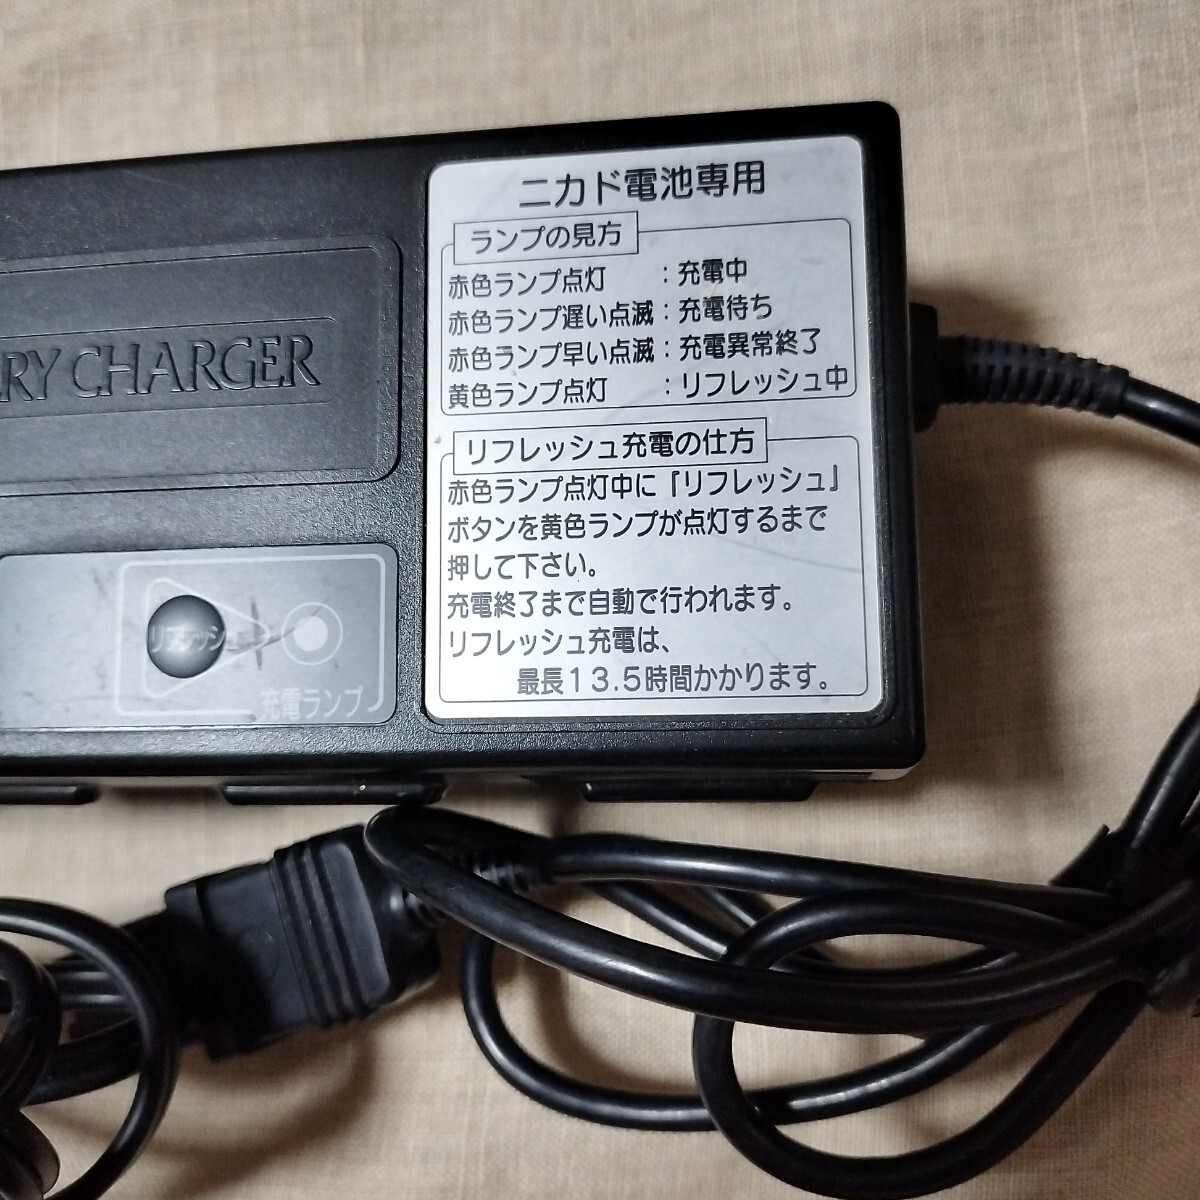 RY CHARGER
リフレッシュ
充電ランプ
ニカド電池専用
ランプの見方
赤色ランプ点灯 : 充電中
赤色ランプ遅い点滅 : 充電待ち
赤色ランプ早い点滅 : 充電異常終了
黄色ランプ点灯 : リフレッシュ中
リフレッシュ充電の仕方
赤色ランプ点灯中に「リフレッシュ」
ボタンを黄色ランプが点灯するまで
押して下さい。
充電終了まで自動で行われます。
リフレッシュ充電は、
最長13.5時間かかります。